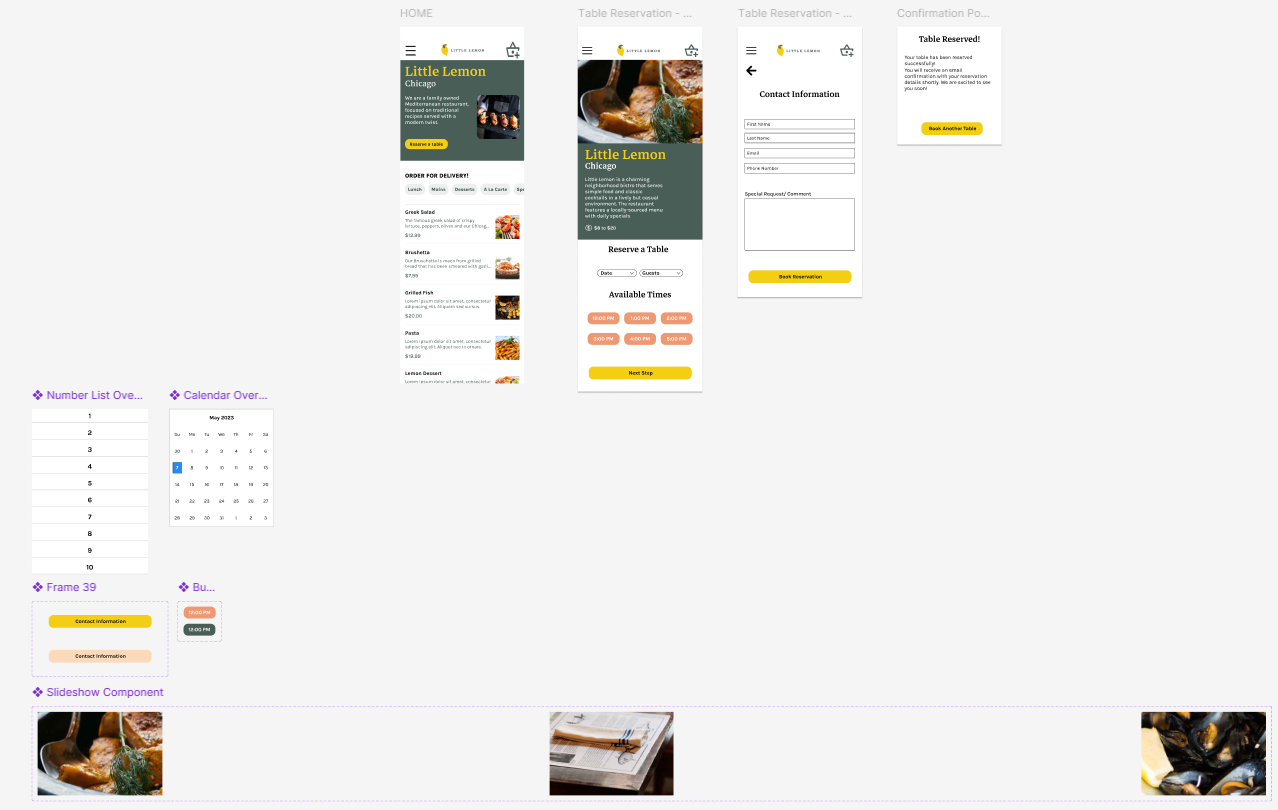 HOME
LITTLE LEMON
Little Lemon
Chicago
We are a family owned
Mediterranean restaurant,
focused on traditional
recipes served with a
modern twist.
Reserve a table
ORDER FOR DELIVERY!
Lunch Mains Desserts A La Carte Spe
Greek Salad
The famous greek salad of crispy
lettuce, peppers, olives and our Chicag...
$12.99
Brushetta
Our Bruschetta is made from grilled
bread that has been smeared with garli...
$7.99
Grilled Fish
Lorem ipsum dolor sit amet, consectetur
adipiscing elit. Aliquam sed cursus.
$20.00
Pasta
Lorem ipsum dolor sit amet, consectetur
adipiscing elit. Aliquet nec in ornare.
$18.99
Lemon Dessert
Lorem ipsum dolor sit amet, consectetur
Table Reservation - ...
LITTLE LEMON
Little Lemon
Chicago
Little Lemon is a charming
neighborhood bistro that serves
simple food and classic
cocktails in a lively but casual
environment. The restaurant
features a locally-sourced menu
with daily specials
$8 to $20
Reserve a Table
Date Guests
Available Times
12:00 PM 1:00 PM 2:00 PM
3:00 PM 4:00 PM 5:00 PM
Next Step
Table Reservation - ...
LITTLE LEMON
Contact Information
First Name
Last Name
Email
Phone Number
Special Request/ Comment
Book Reservation
Confirmation Po...
Table Reserved!
Your table has been reserved
successfully!
You will receive an email
confirmation with your reservation
details shortly. We are excited to see
you soon!
Book Another Table
Number List Ove...
1
2
3
4
5
6
7
8
9
10
Calendar Over...
May 2023
Su Mo Tu We Th Fr Sa
30 1 2 3 4 5 6
7 8 9 10 11 12 13
14 15 16 17 18 19 20
21 22 23 24 25 26 27
28 29 30 31 1 2 3
Frame 39
Contact Information
Contact Information
Bu...
12:00 PM
12:00 PM
Slideshow Component